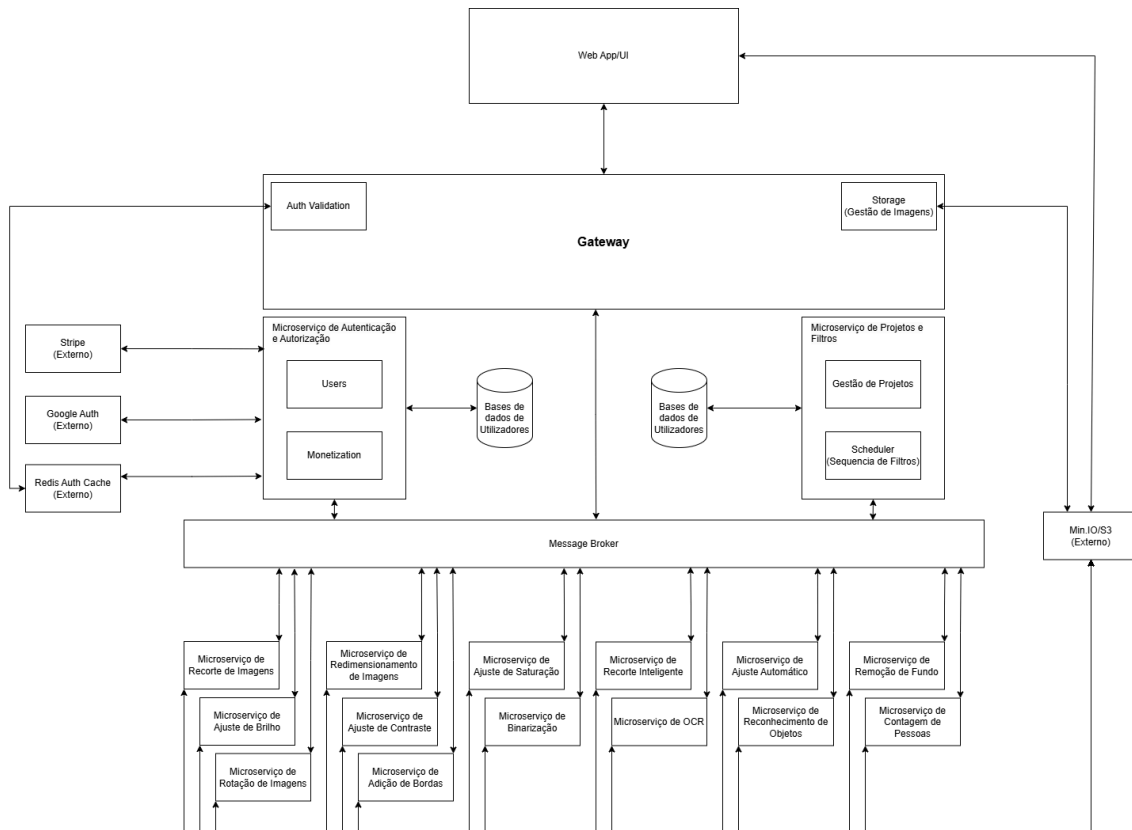 Web App/UI
Auth Validation
Storage
(Gestão de Imagens)
Gateway
Microserviço de Autenticação
e Autorização
Microserviço de Projetos e
Filtros
Stripe
(Externo)
Users
Gestão de Projetos
Google Auth
(Externo)
Bases de
dados de
Utilizadores
Bases de
dados de
Utilizadores
Monetization
Scheduler
(Sequencia de Filtros)
Redis Auth Cache
(Externo)
Message Broker
Min.IO/S3
(Externo)
Microserviço de
Recorte de Imagens
Microserviço de
Redimensionamento
de Imagens
Microserviço de
Ajuste de Saturação
Microserviço de
Recorte Inteligente
Microserviço de
Ajuste Automático
Microserviço de
Remoção de Fundo
Microserviço de
Ajuste de Brilho
Microserviço de
Ajuste de Contraste
Microserviço de
Binarização
Microserviço de OCR
Microserviço de
Reconhecimento de
Objetos
Microserviço de
Contagem de
Pessoas
Microserviço de
Rotação de Imagens
Microserviço de
Adição de Bordas